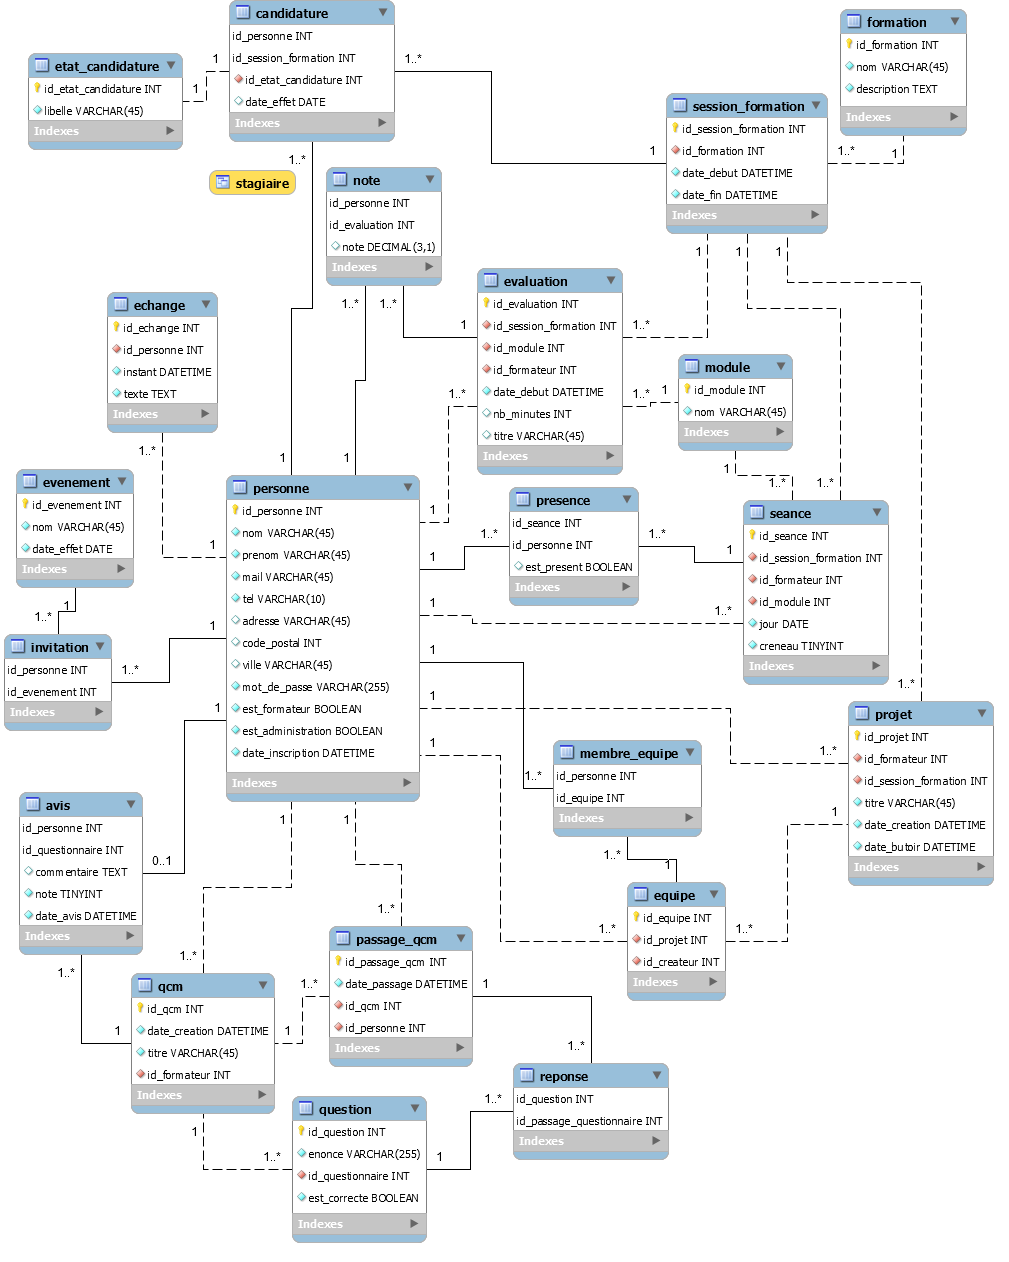 candidature
id_personne INT
id_session_formation INT
id_etat_candidature INT
date_effet DATE
Indexes
formation
id_formation INT
nom VARCHAR(45)
description TEXT
Indexes
etat_candidature
id_etat_candidature INT
libelle VARCHAR(45)
Indexes
1
1
1..*
1..*
1
1..*
1
session_formation
id_session_formation INT
id_formation INT
date_debut DATETIME
date_fin DATETIME
Indexes
stagiaire
note
id_personne INT
id_evaluation INT
note DECIMAL(3,1)
Indexes
1
1
1
1..*
1..*
evaluation
id_evaluation INT
id_session_formation INT
id_module INT
id_formateur INT
date_debut DATETIME
nb_minutes INT
titre VARCHAR(45)
Indexes
1
1..*
1..*
1
1..*
echange
id_echange INT
id_personne INT
instant DATETIME
texte TEXT
Indexes
1..*
module
id_module INT
nom VARCHAR(45)
Indexes
1
1..*
1..*
1
1
evenement
id_evenement INT
nom VARCHAR(45)
date_effet DATE
Indexes
1
1..*
personne
id_personne INT
nom VARCHAR(45)
prenom VARCHAR(45)
mail VARCHAR(45)
tel VARCHAR(10)
adresse VARCHAR(45)
code_postal INT
ville VARCHAR(45)
mot_de_passe VARCHAR(255)
est_formateur BOOLEAN
est_administration BOOLEAN
date_inscription DATETIME
Indexes
presence
id_seance INT
id_personne INT
est_present BOOLEAN
Indexes
seance
id_seance INT
id_session_formation INT
id_formateur INT
id_module INT
jour DATE
creneau TINYINT
Indexes
1
1
1
1..*
1..*
1
1
1..*
1
1
1
1..*
invitation
id_personne INT
id_evenement INT
Indexes
1
1..*
1
1..*
projet
id_projet INT
id_formateur INT
id_session_formation INT
titre VARCHAR(45)
date_creation DATETIME
date_butoir DATETIME
Indexes
1..*
1
membre_equipe
id_personne INT
id_equipe INT
Indexes
1..*
1..*
1
avis
id_personne INT
id_questionnaire INT
commentaire TEXT
note TINYINT
date_avis DATETIME
Indexes
0..1
1
1
equipe
id_equipe INT
id_projet INT
id_createur INT
Indexes
1..*
1..*
1..*
1..*
passage_qcm
id_passage_qcm INT
date_passage DATETIME
id_qcm INT
id_personne INT
Indexes
1..*
1
qcm
id_qcm INT
date_creation DATETIME
titre VARCHAR(45)
id_formateur INT
Indexes
1
1..*
1
1..*
reponse
id_question INT
id_passage_questionnaire INT
Indexes
1..*
1
question
id_question INT
enonce VARCHAR(255)
id_questionnaire INT
est_correcte BOOLEAN
Indexes
1
1..*